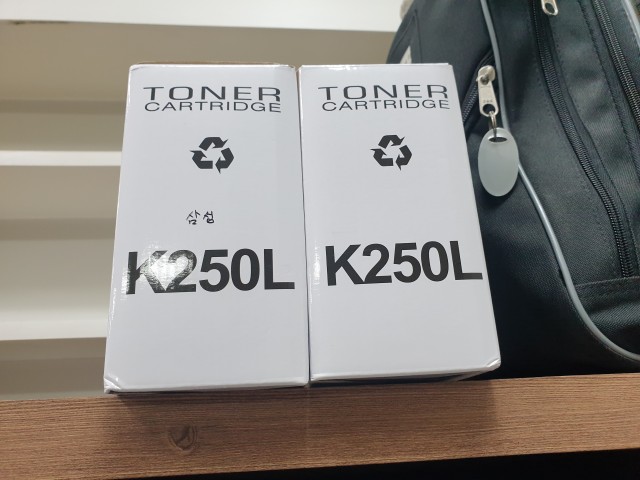 TONER
CARTRIDGE
삼성
K250L
TONER
CARTRIDGE
K250L